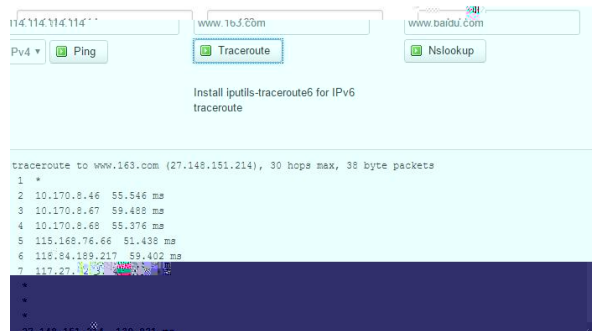 114.114.114.114
www.163.com
www.baidu.com
IPv4
Ping
Traceroute
Nslookup
Install iputils-traceroute6 for IPv6
traceroute
traceroute to www.163.com (27.148.151.214), 30 hops max, 38 byte packets
1 *
2 10.170.8.46 55.546 ms
3 10.170.8.67 59.488 ms
4 10.170.8.68 55.376 ms
5 115.168.76.66 51.438 ms
6 118.84.189.217 59.402 ms
7
*
*
*